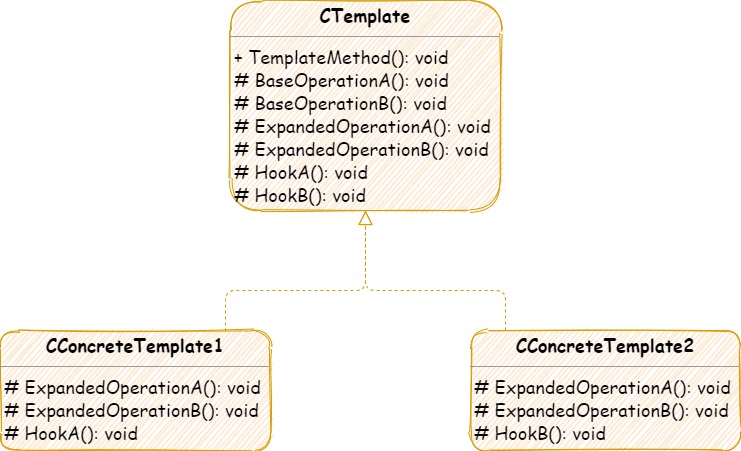 CTemplate
+ TemplateMethod(): void
# BaseOperationA(): void
# BaseOperationB(): void
# ExpandedOperationA(): void
# ExpandedOperationB(): void
# HookA(): void
# HookB(): void
CConcreteTemplate1
# ExpandedOperationA(): void
# ExpandedOperationB(): void
# HookA(): void
CConcreteTemplate2
# ExpandedOperationA(): void
# ExpandedOperationB(): void
# HookB(): void